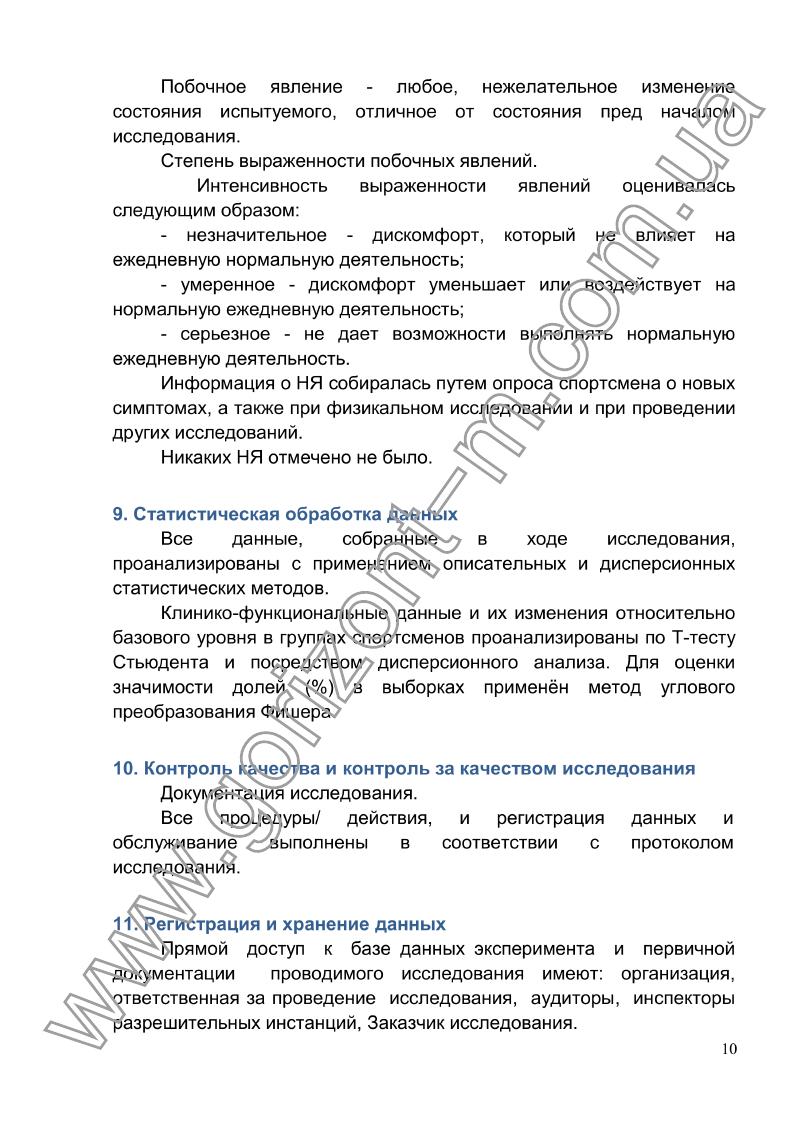 Побочное явление - любое, нежелательное изменение
состояния испытуемого, отличное от состояния пред началом
исследования.
Степень выраженности побочных явлений.
Интенсивность выраженности явлений оценивалась
следующим образом:
- незначительное - дискомфорт, который не влияет на
ежедневную нормальную деятельность;
- умеренное - дискомфорт уменьшает или воздействует на
нормальную ежедневную деятельность;
- серьезное - не дает возможности выполнять нормальную
ежедневную деятельность.
Информация о НЯ собиралась путем опроса спортсмена о новых
симптомах, а также при физикальном исследовании и при проведении
других исследований.
Никаких НЯ отмечено не было.
9. Статистическая обработка данных
Все данные, собранные в ходе исследования,
проанализированы с применением описательных и дисперсионных
статистических методов.
Клинико-функциональные данные и их изменения относительно
базового уровня в группах спортсменов проанализированы по Т-тесту
Стьюдента и посредством дисперсионного анализа. Для оценки
значимости долей (%) в выборках применён метод углового
преобразования Фишера.
10. Контроль качества и контроль за качеством исследования
Документация исследования.
Все процедуры/ действия, и регистрация данных и
обслуживание выполнены в соответствии с протоколом
исследования.
11. Регистрация и хранение данных
Прямой доступ к базе данных эксперимента и первичной
документации проводимого исследования имеют: организация,
ответственная за проведение исследования, аудиторы, инспекторы
разрешительных инстанций, Заказчик исследования.
10
www.gorizont-m.com.ua